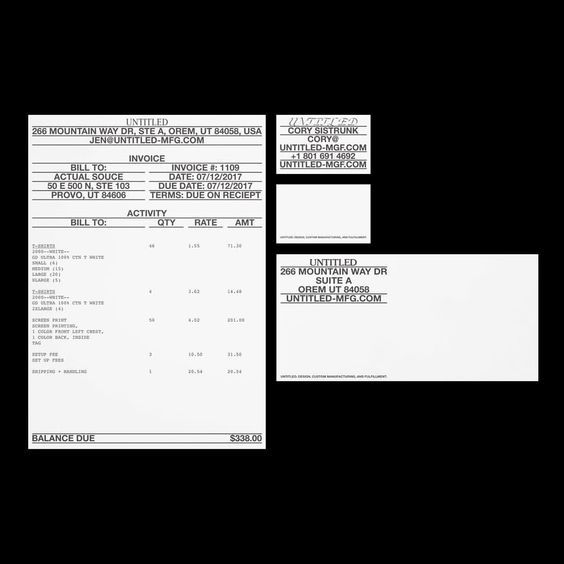 UNTITLED
266 MOUNTAIN WAY DR, STE A, OREM, UT 84058, USA
JEN@UNTITLED-MFG.COM
INVOICE
BILL TO: INVOICE #: 1109
ACTUAL SOUCE DATE: 07/12/2017
50 E 500 N, STE 103 DUE DATE: 07/12/2017
PROVO, UT 84606 TERMS: DUE ON RECIEPT
ACTIVITY
BILL TO: QTY RATE AMT
T-SHIRTS 46 1.55 71.30
2000--WHITE--
GD ULTRA 100% CTN T WHITE
SMALL (6)
MEDIUM (15)
LARGE (20)
XLARGE (5)
T-SHIRTS 4 3.62 14.48
2000--WHITE--
GD ULTRA 100% CTN T WHITE
2XLARGE (4)
SCREEN PRINT 50 4.02 201.00
SCREEN PRINTING,
1 COLOR FRONT LEFT CHEST,
1 COLOR BACK, INSIDE
TAG
SETUP FEE 3 10.50 31.50
SET UP FEES
SHIPPING + HANDLING 1 20.54 20.54
BALANCE DUE $338.00
UNTITLED
CORY SISTRUNK
CORY@
UNTITLED-MGF.COM
+1 801 691 4692
UNTITLED-MFG.COM
UNTITLED. DESIGN, CUSTOM MANUFACTURING, AND FULFILLMENT.
UNTITLED
266 MOUNTAIN WAY DR
SUITE A
OREM UT 84058
UNTITLED-MFG.COM
UNTITLED. DESIGN, CUSTOM MANUFACTURING, AND FULFILLMENT.